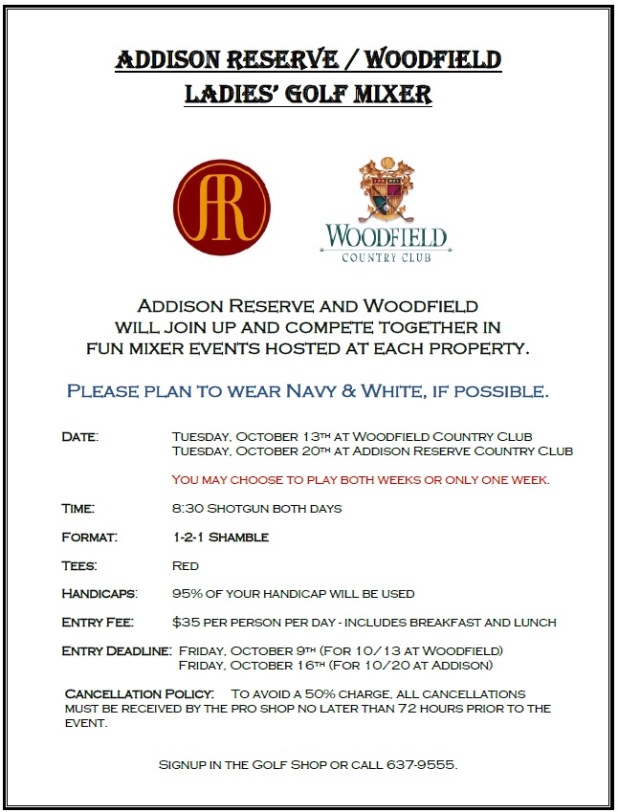 ADDISON RESERVE / WOODFIELD
LADIES' GOLF MIXER
AR
WOODFIELD
COUNTRY CLUB
ADDISON RESERVE AND WOODFIELD
WILL JOIN UP AND COMPETE TOGETHER IN
FUN MIXER EVENTS HOSTED AT EACH PROPERTY.
PLEASE PLAN TO WEAR NAVY & WHITE, IF POSSIBLE.
DATE: TUESDAY, OCTOBER 13TH AT WOODFIELD COUNTRY CLUB
TUESDAY, OCTOBER 20TH AT ADDISON RESERVE COUNTRY CLUB
YOU MAY CHOOSE TO PLAY BOTH WEEKS OR ONLY ONE WEEK.
TIME: 8:30 SHOTGUN BOTH DAYS
FORMAT: 1-2-1 SHAMBLE
TEES: RED
HANDICAPS: 95% OF YOUR HANDICAP WILL BE USED
ENTRY FEE: $35 PER PERSON PER DAY - INCLUDES BREAKFAST AND LUNCH
ENTRY DEADLINE: FRIDAY, OCTOBER 9TH (FOR 10/13 AT WOODFIELD)
FRIDAY, OCTOBER 16TH (FOR 10/20 AT ADDISON)
CANCELLATION POLICY: TO AVOID A 50% CHARGE, ALL CANCELLATIONS
MUST BE RECEIVED BY THE PRO SHOP NO LATER THAN 72 HOURS PRIOR TO THE
EVENT.
SIGNUP IN THE GOLF SHOP OR CALL 637-9555.